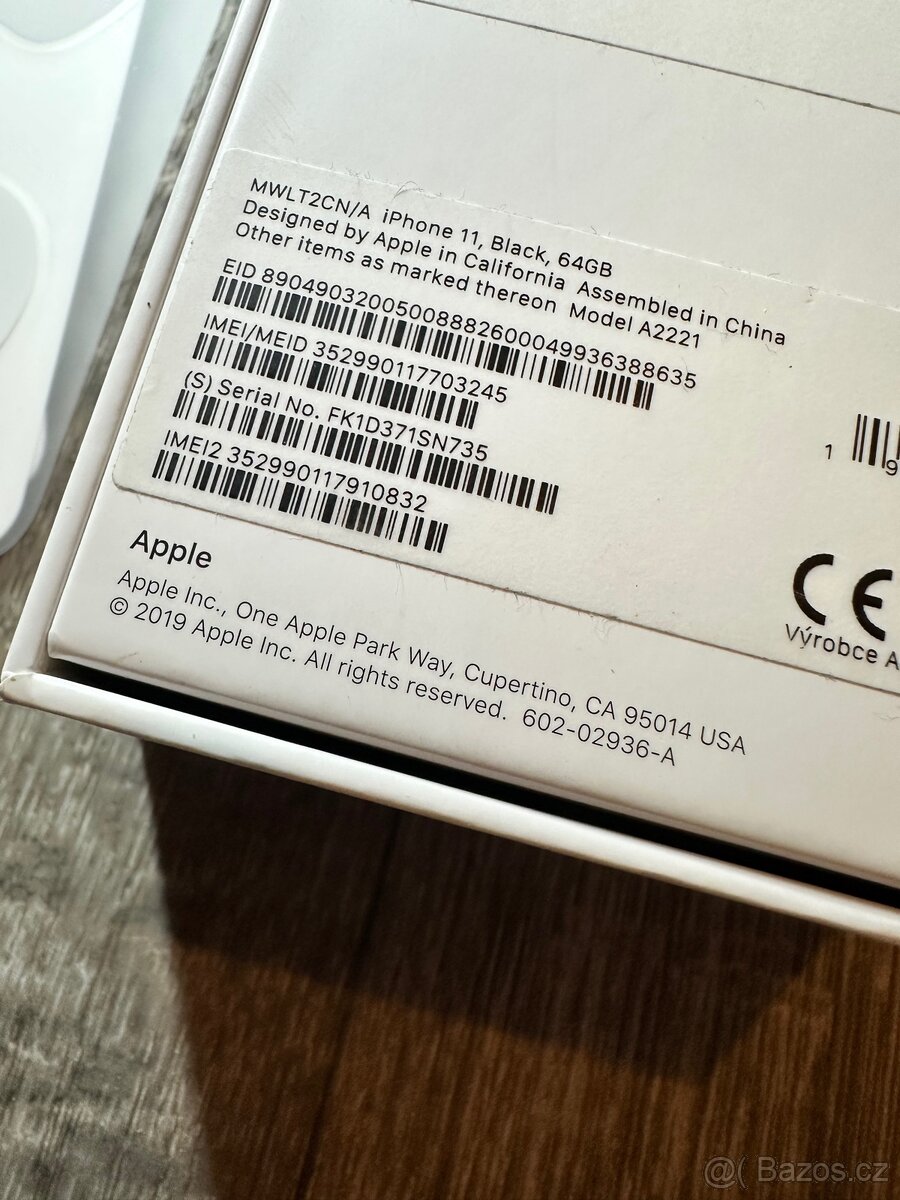 MWLT2CN/A iPhone 11, Black, 64GB
Designed by Apple in California Assembled in China
Other items as marked thereon Model A2221
EID 89049032005008882600049936388635
IMEI/MEID 352990117703245
(S) Serial No. FK1D371SN735
IMEI2 352990117910832
1
9
CE
Výrobce A
Apple
Apple Inc., One Apple Park Way, Cupertino, CA 95014 USA
© 2019 Apple Inc. All rights reserved. 602-02936-A
@( Bazos.cz